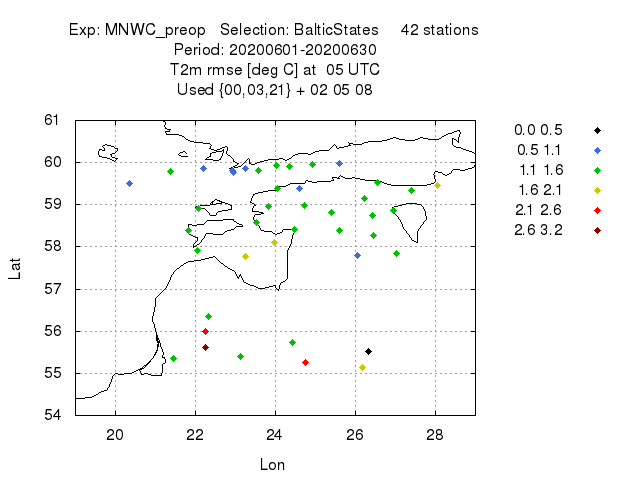 Exp: MNWC_preop   Selection: BalticStates     42 stations
Period: 20200601-20200630
T2m rmse [deg C] at  05 UTC
Used {00,03,21} + 02 05 08
61
60
59
58
57
56
55
54
Lat
20 22 24 26 28
Lon
0.0 0.5
0.5 1.1
1.1 1.6
1.6 2.1
2.1 2.6
2.6 3.2